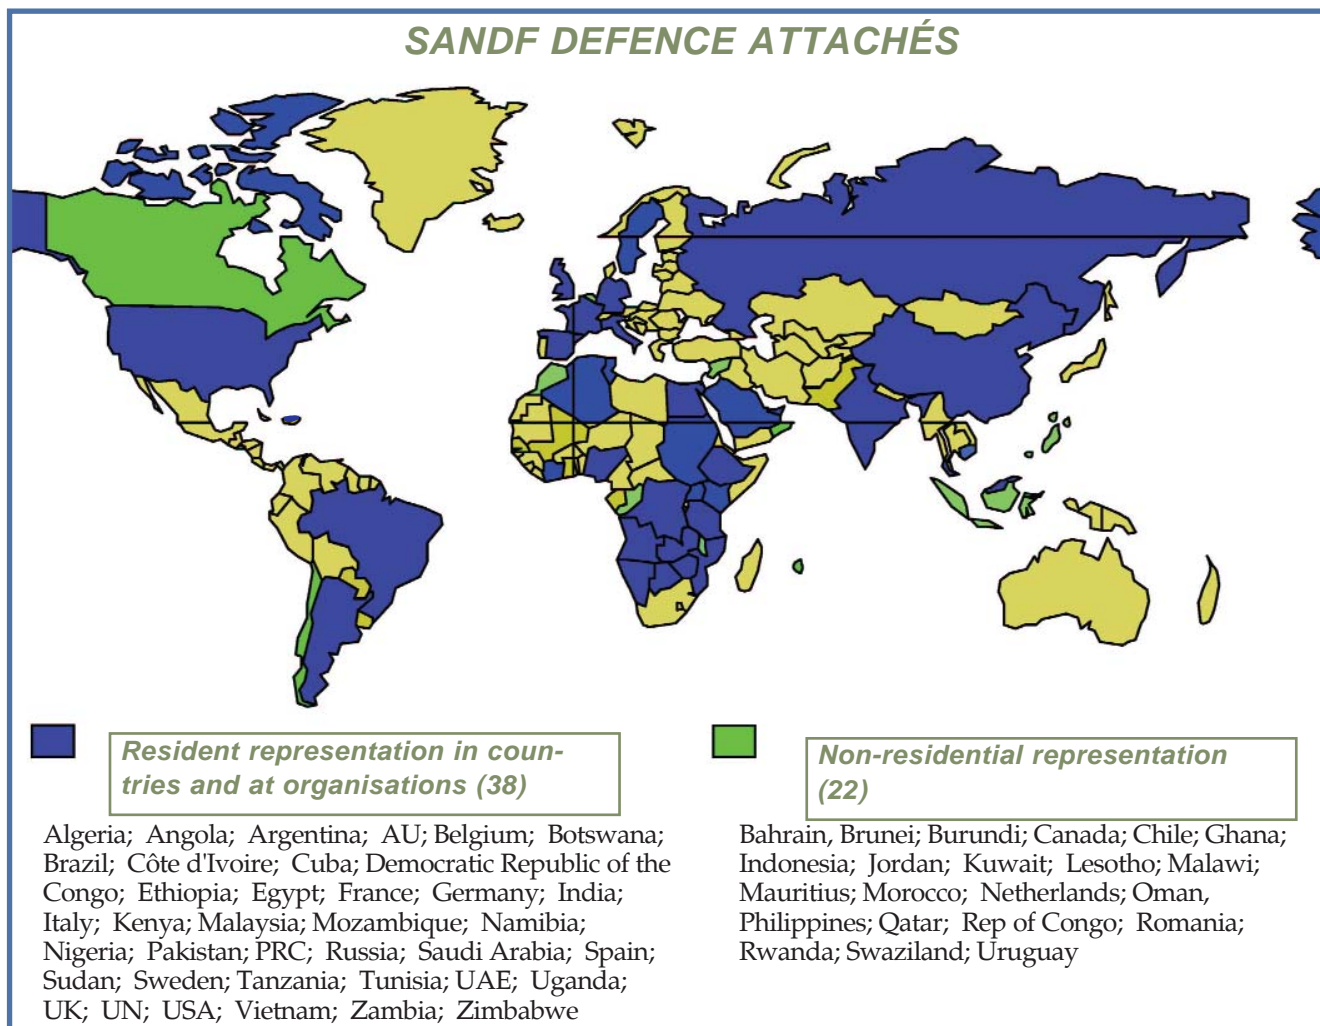 SANDF DEFENCE ATTACHÉS
Resident representation in coun-
tries and at organisations (38)
Algeria; Angola; Argentina; AU; Belgium; Botswana;
Brazil; Côte d'Ivoire; Cuba; Democratic Republic of the
Congo; Ethiopia; Egypt; France; Germany; India;
Italy; Kenya; Malaysia; Mozambique; Namibia;
Nigeria; Pakistan; PRC; Russia; Saudi Arabia; Spain;
Sudan; Sweden; Tanzania; Tunisia; UAE; Uganda;
UK; UN; USA; Vietnam; Zambia; Zimbabwe
Non-residential representation
(22)
Bahrain, Brunei; Burundi; Canada; Chile; Ghana;
Indonesia; Jordan; Kuwait; Lesotho; Malawi;
Mauritius; Morocco; Netherlands; Oman,
Philippines; Qatar; Rep of Congo; Romania;
Rwanda; Swaziland; Uruguay